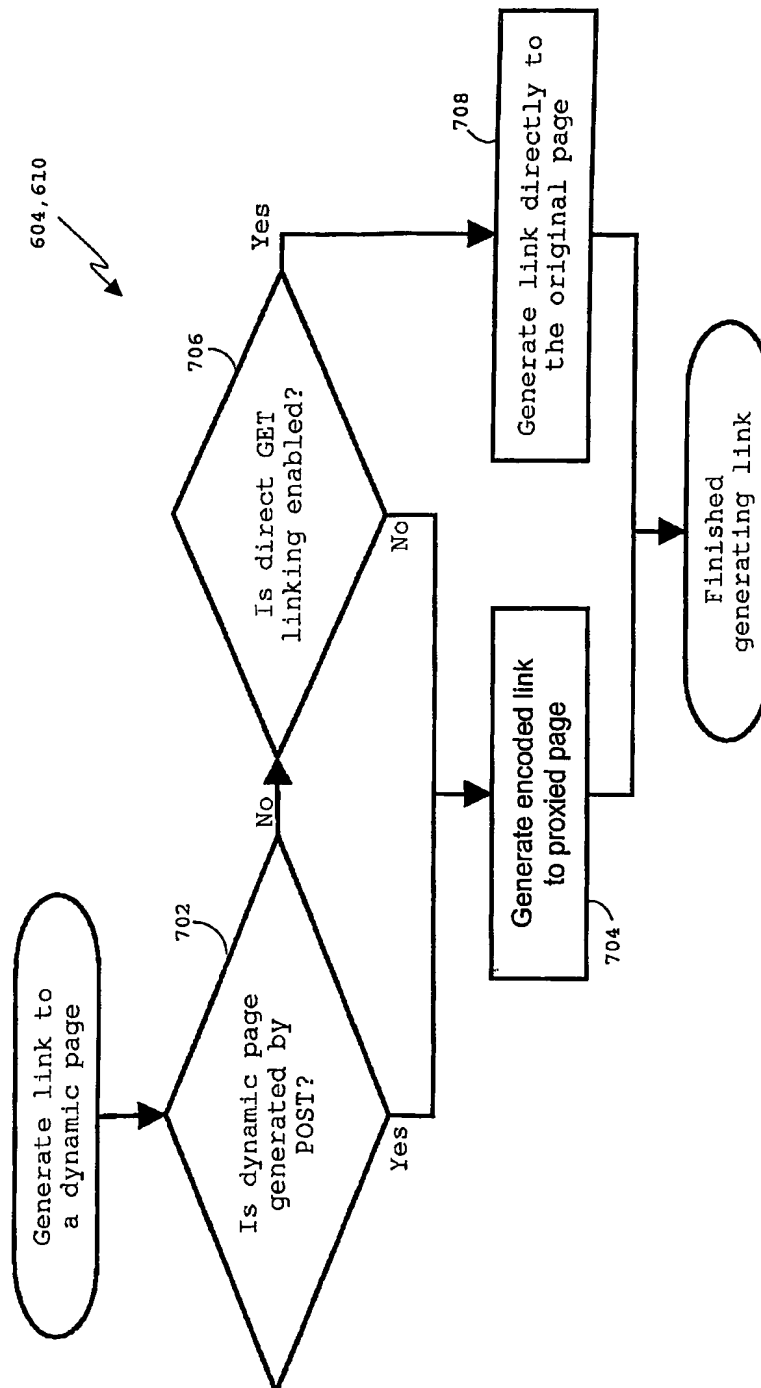 604,610
Generate link to
a dynamic page
702
Is dynamic page
generated by
POST?
No
Yes
706
Is direct GET
linking enabled?
Yes
No
704
Generate encoded link
to proxied page
708
Generate link directly to
the original page
Finished
generating link